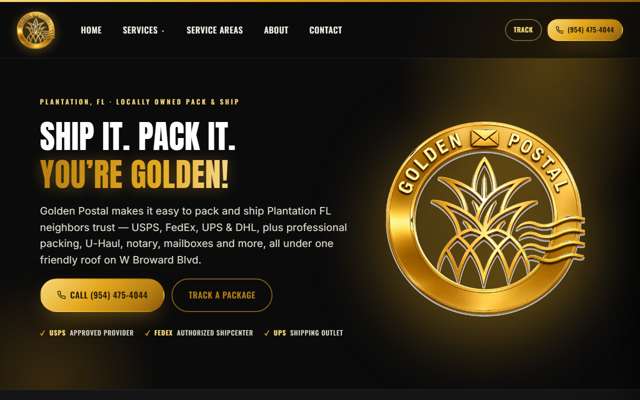 HOME
SERVICES
SERVICE AREAS
ABOUT
CONTACT
TRACK
(954) 475-4044
PLANTATION, FL · LOCALLY OWNED PACK & SHIP
SHIP IT. PACK IT.
YOU'RE GOLDEN!
Golden Postal makes it easy to pack and ship Plantation FL
neighbors trust — USPS, FedEx, UPS & DHL, plus professional
packing, U-Haul, notary, mailboxes and more, all under one
friendly roof on W Broward Blvd.
CALL (954) 475-4044
TRACK A PACKAGE
✓ USPS APPROVED PROVIDER
✓ FEDEX AUTHORIZED SHIPCENTER
✓ UPS SHIPPING OUTLET
GOLDEN POSTAL